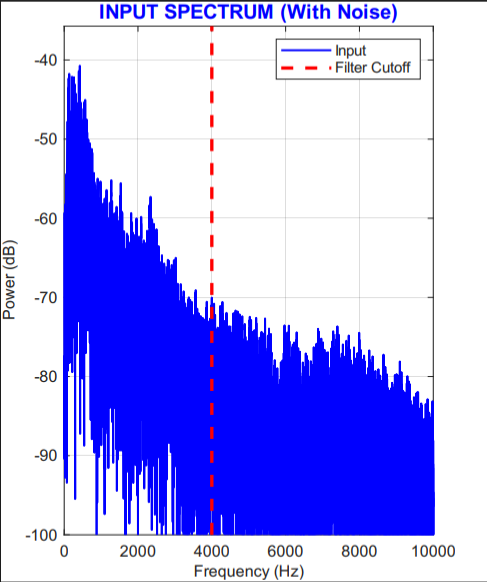 INPUT SPECTRUM (With Noise)
Input
Filter Cutoff
-40
-50
-60
-70
-80
-90
-100
Power (dB)
0 2000 4000 6000 8000 10000
Frequency (Hz)